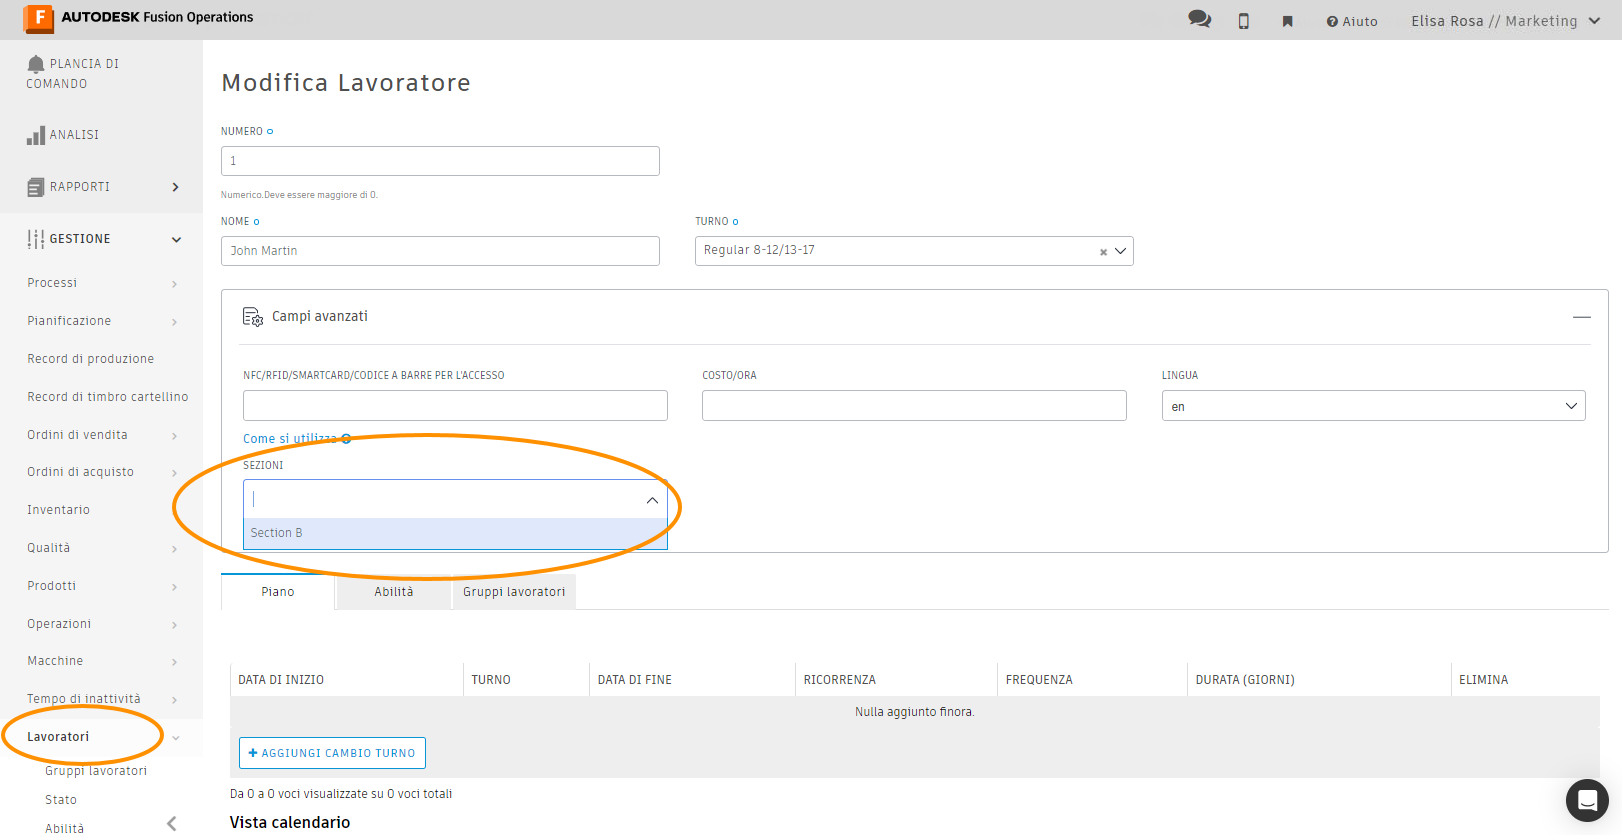 F AUTODESK Fusion Operations
Aiuto
Elisa Rosa // Marketing
PLANCIA DI
COMANDO
ANALISI
RAPPORTI
GESTIONE
Processi
Pianificazione
Record di produzione
Record di timbro cartellino
Ordini di vendita
Ordini di acquisto
Inventario
Qualità
Prodotti
Operazioni
Macchine
Tempo di inattività
Lavoratori
Gruppi lavoratori
Stato
Abilità
Modifica Lavoratore
NUMERO
1
Numerico.Deve essere maggiore di 0.
NOME
TURNO
John Martin
Regular 8-12/13-17
Campi avanzati
NFC/RFID/SMARTCARD/CODICE A BARRE PER L'ACCESSO
COSTO/ORA
LINGUA
en
Come si utilizza
SEZIONI
Section B
Piano
Abilità
Gruppi lavoratori
DATA DI INIZIO
TURNO
DATA DI FINE
RICORRENZA
FREQUENZA
DURATA (GIORNI)
ELIMINA
Nulla aggiunto finora.
+ AGGIUNGI CAMBIO TURNO
Da 0 a 0 voci visualizzate su 0 voci totali
Vista calendario